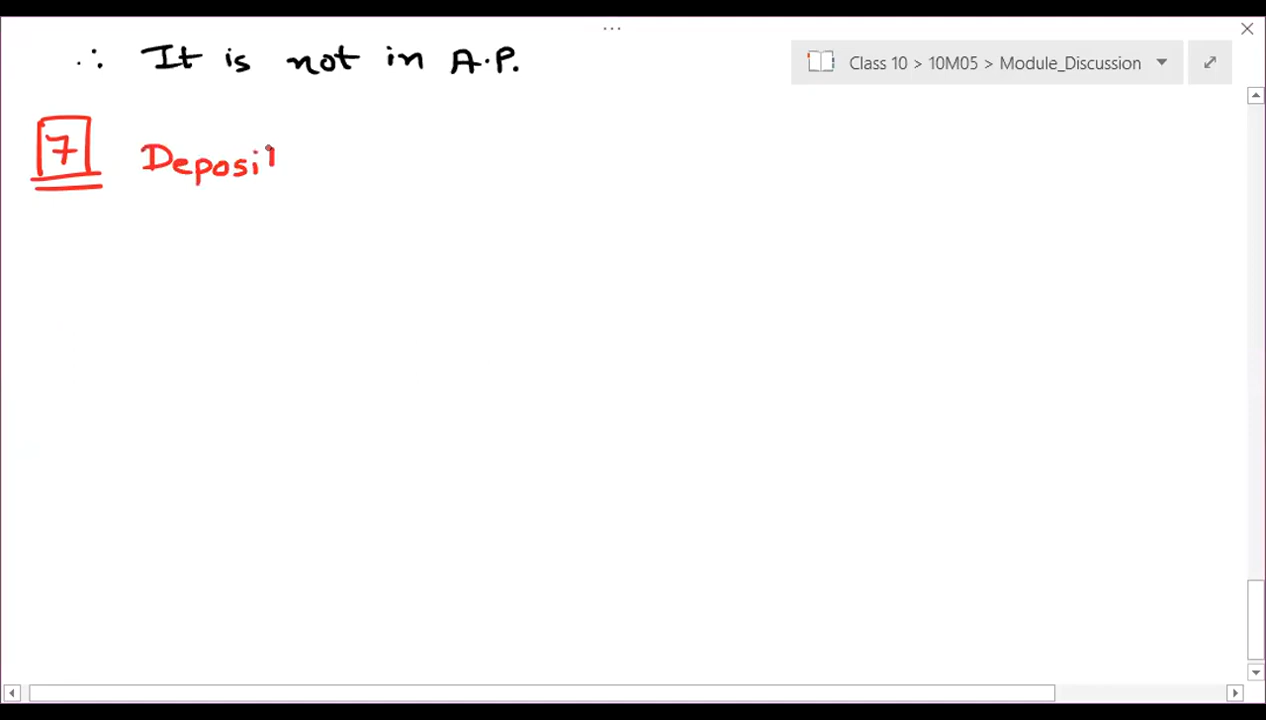 ∴ It is not in A.P.
Class 10 > 10M05 > Module_Discussion
7 Deposi